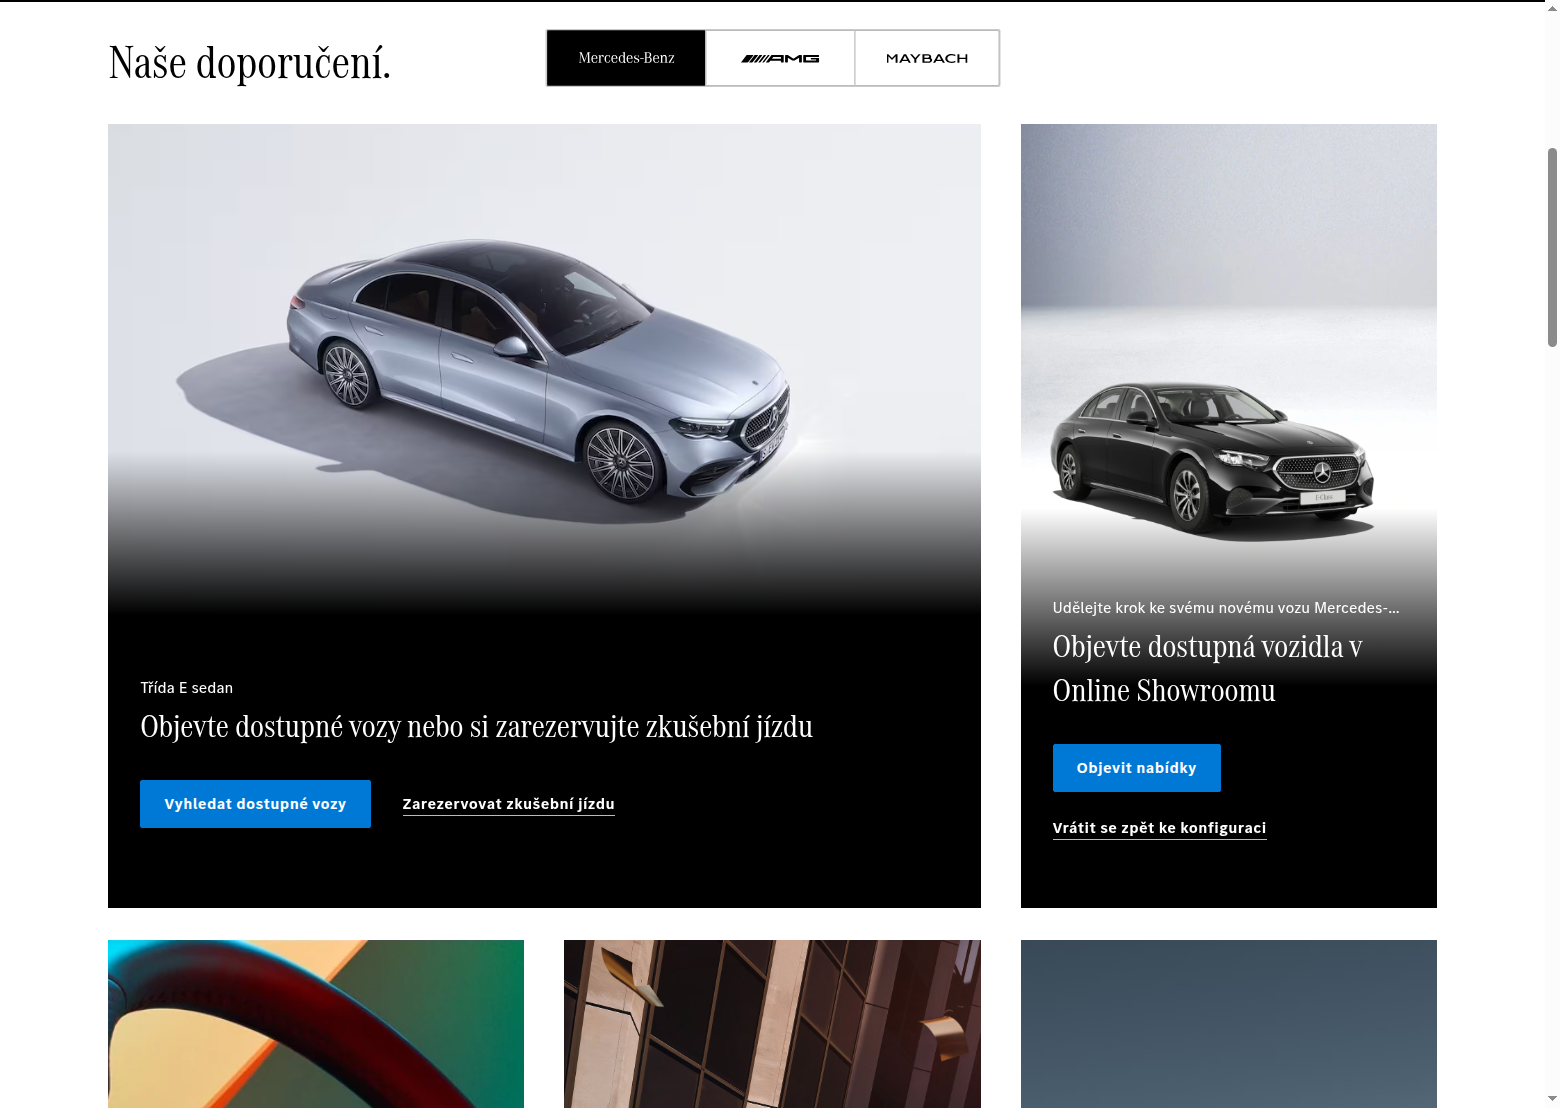 Naše doporučení.
Mercedes-Benz
AMG
MAYBACH
Třída E sedan
Objevte dostupné vozy nebo si zarezervujte zkušební jízdu
Vyhledat dostupné vozy
Zarezervovat zkušební jízdu
E-Class
Udělejte krok ke svému novému vozu Mercedes-...
Objevte dostupná vozidla v
Online Showroomu
Objevit nabídky
Vrátit se zpět ke konfiguraci